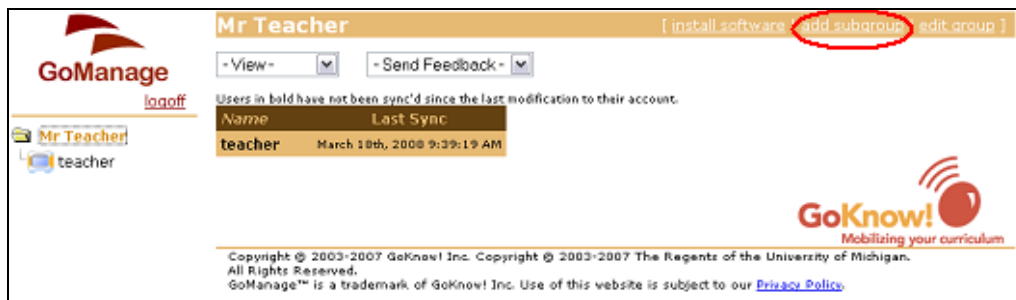 GoManage
logoff
Mr Teacher
teacher
Mr Teacher [ install software | add subgroup | edit group ]
-View- - Send Feedback -
Users in bold have not been sync'd since the last modification to their account.
Name Last Sync
teacher March 18th, 2008 9:39:19 AM
GoKnow!
Mobilizing your curriculum
Copyright © 2003-2007 GoKnow! Inc. Copyright © 2003-2007 The Regents of the University of Michigan.
All Rights Reserved.
GoManage™ is a trademark of GoKnow! Inc. Use of this website is subject to our Privacy Policy.